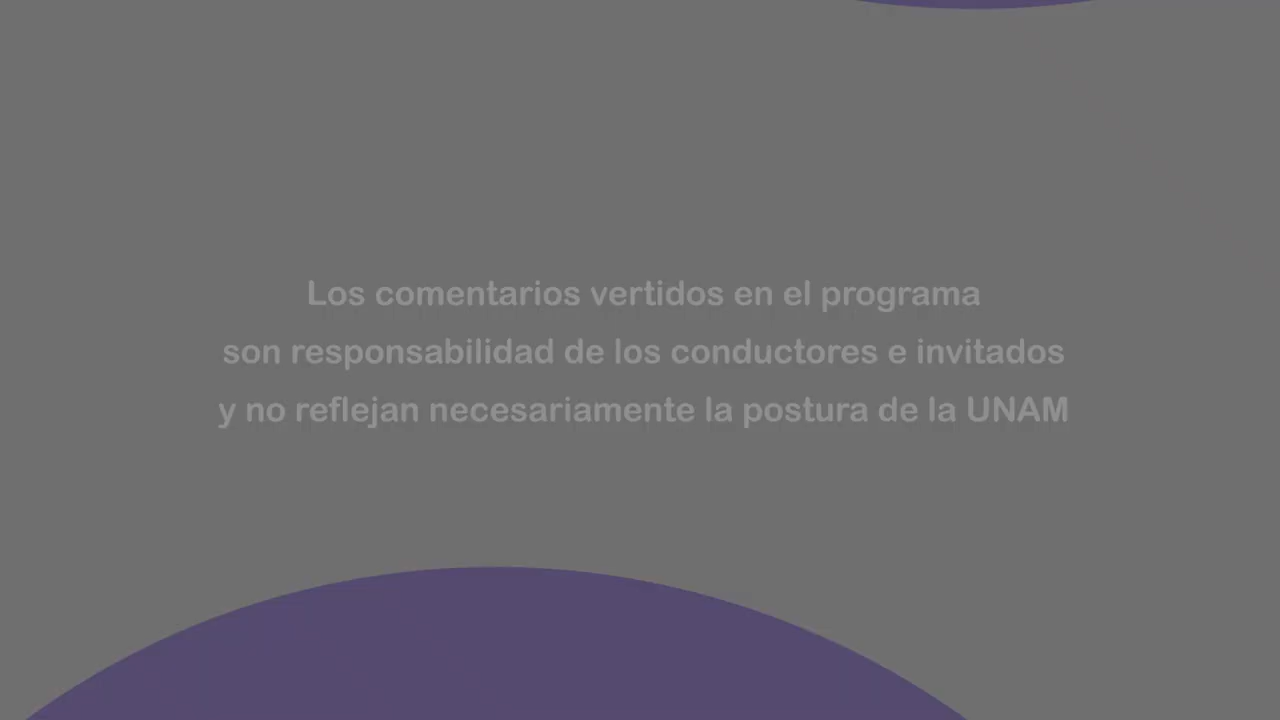 Los comentarios vertidos en el programa
son responsabilidad de los conductores e invitados
y no reflejan necesariamente la postura de la UNAM